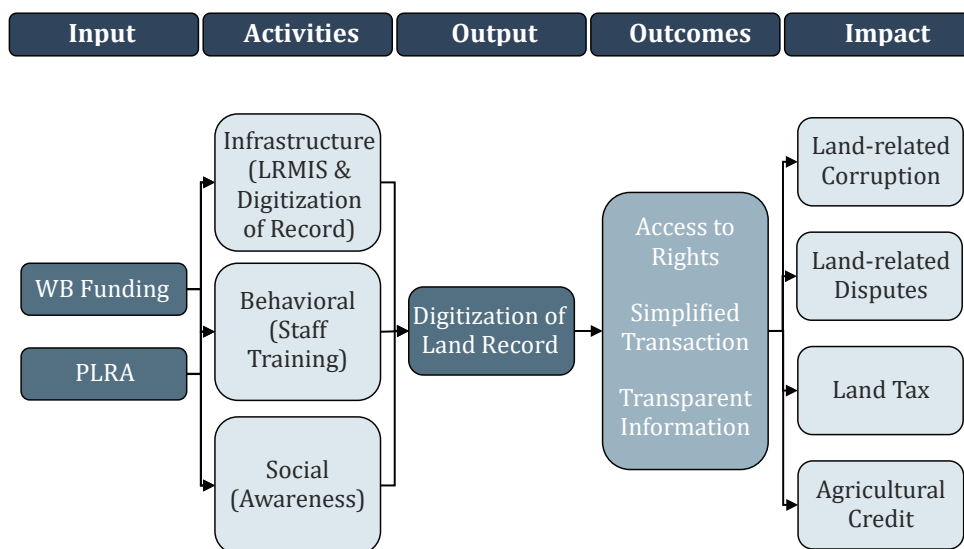 Input
Activities
Output
Outcomes
Impact
Infrastructure
(LRMIS &
Digitization
of Record)
Land-related
Corruption
WB Funding
PLRA
Behavioral
(Staff
Training)
Digitization of
Land Record
Access to
Rights
Simplified
Transaction
Transparent
Information
Land-related
Disputes
Land Tax
Social
(Awareness)
Agricultural
Credit